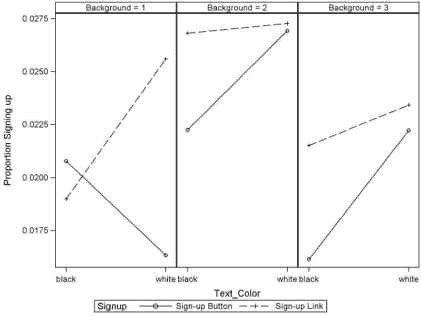 Background = 1 Background = 2 Background = 3
0.0275
0.0250
0.0225
0.0200
0.0175
Proportion Signing up
black white black white black white
Text_Color
Signup Sign-up Button Sign-up Link